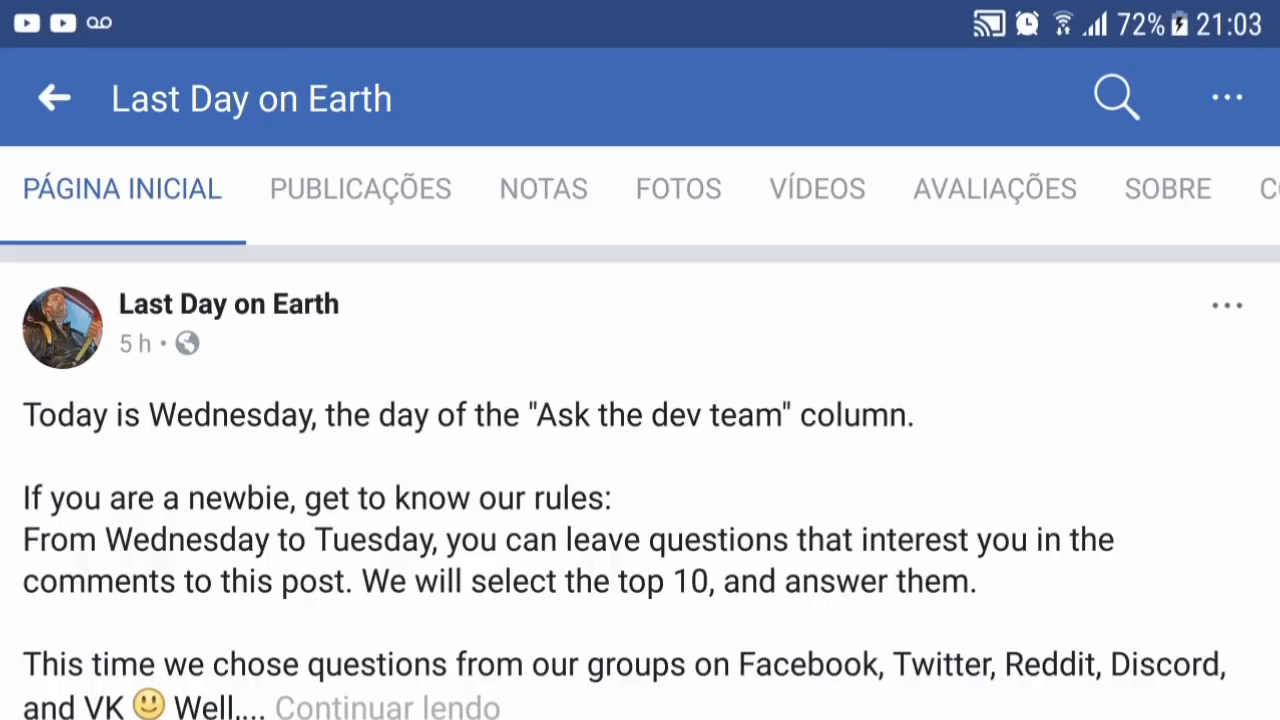 72% 21:03
Last Day on Earth
PÁGINA INICIAL PUBLICAÇÕES NOTAS FOTOS VÍDEOS AVALIAÇÕES SOBRE
Last Day on Earth
5 h •
Today is Wednesday, the day of the "Ask the dev team" column.
If you are a newbie, get to know our rules:
From Wednesday to Tuesday, you can leave questions that interest you in the
comments to this post. We will select the top 10, and answer them.
This time we chose questions from our groups on Facebook, Twitter, Reddit, Discord,
and VK 🙂 Well,... Continuar lendo